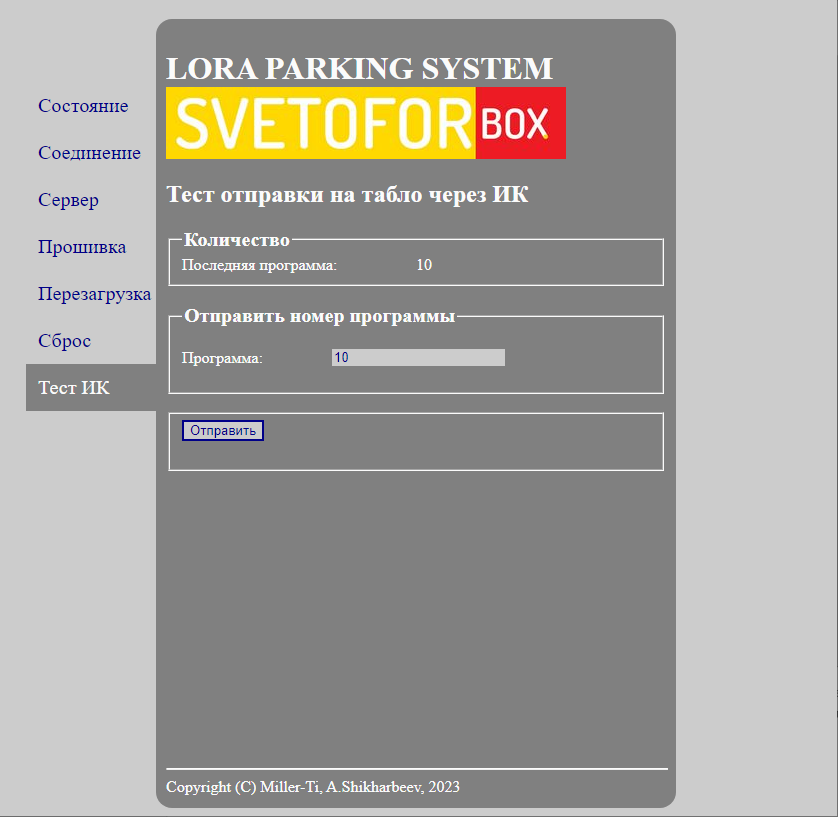 LORA PARKING SYSTEM
SVETOFOR BOX
Состояние
Соединение
Сервер
Прошивка
Перезагрузка
Сброс
Тест ИК
Тест отправки на табло через ИК
Количество
Последняя программа: 10
Отправить номер программы
Программа: 10
Отправить
Copyright (C) Miller-Ti, A.Shikharbeev, 2023